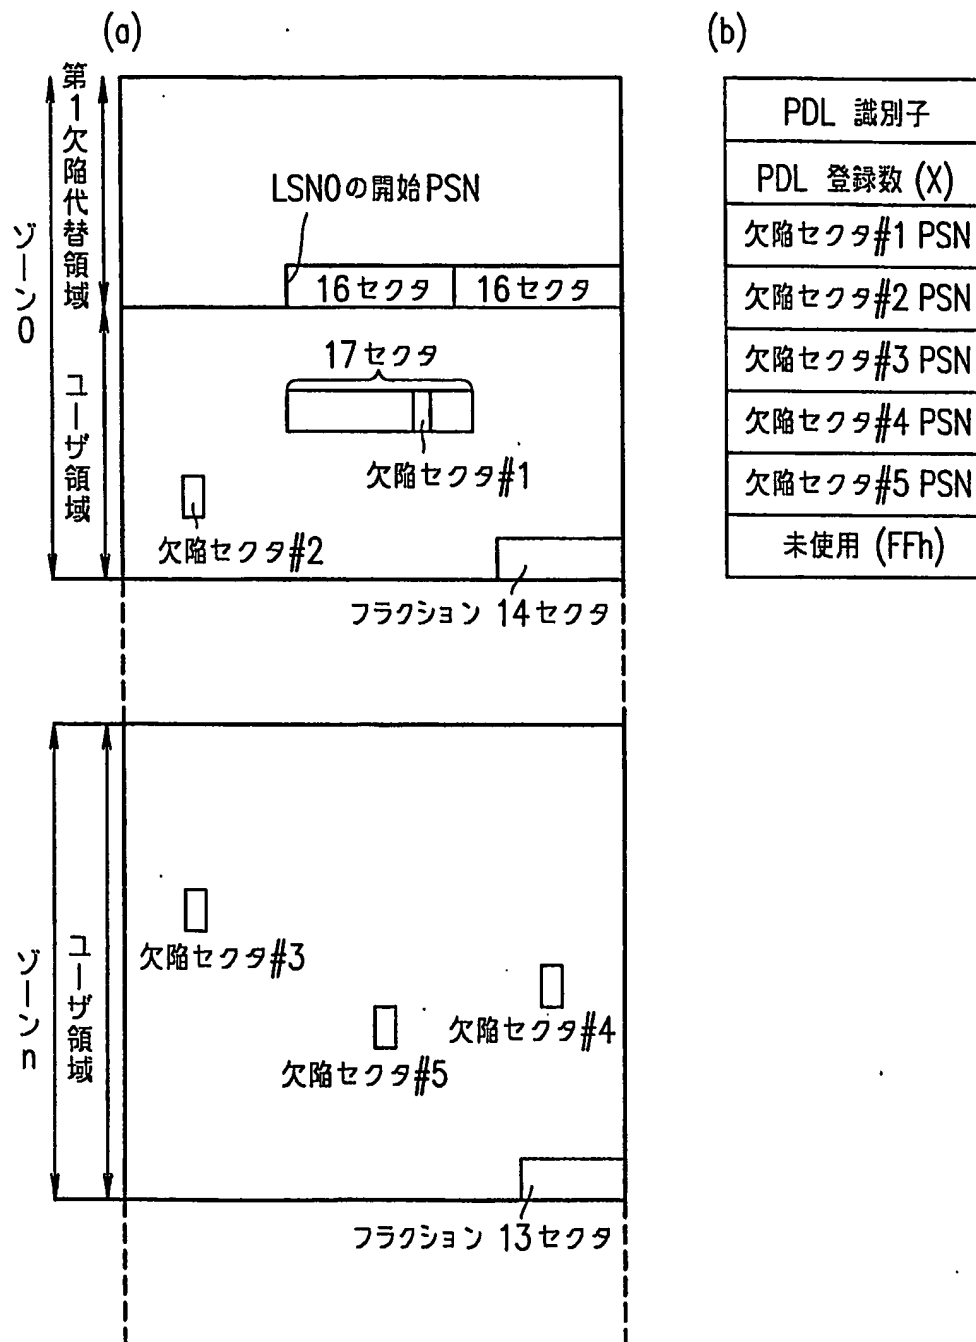 (a)
第1欠陥代替領域
ゾーン0
LSN0の開始PSN
16セクタ
16セクタ
17セクタ
欠陥セクタ#1
ユーザ領域
欠陥セクタ#2
フラクション 14セクタ
ゾーンn
ユーザ領域
欠陥セクタ#3
欠陥セクタ#4
欠陥セクタ#5
フラクション 13セクタ
(b)
PDL 識別子
PDL 登録数 (X)
欠陥セクタ#1 PSN
欠陥セクタ#2 PSN
欠陥セクタ#3 PSN
欠陥セクタ#4 PSN
欠陥セクタ#5 PSN
未使用 (FFh)